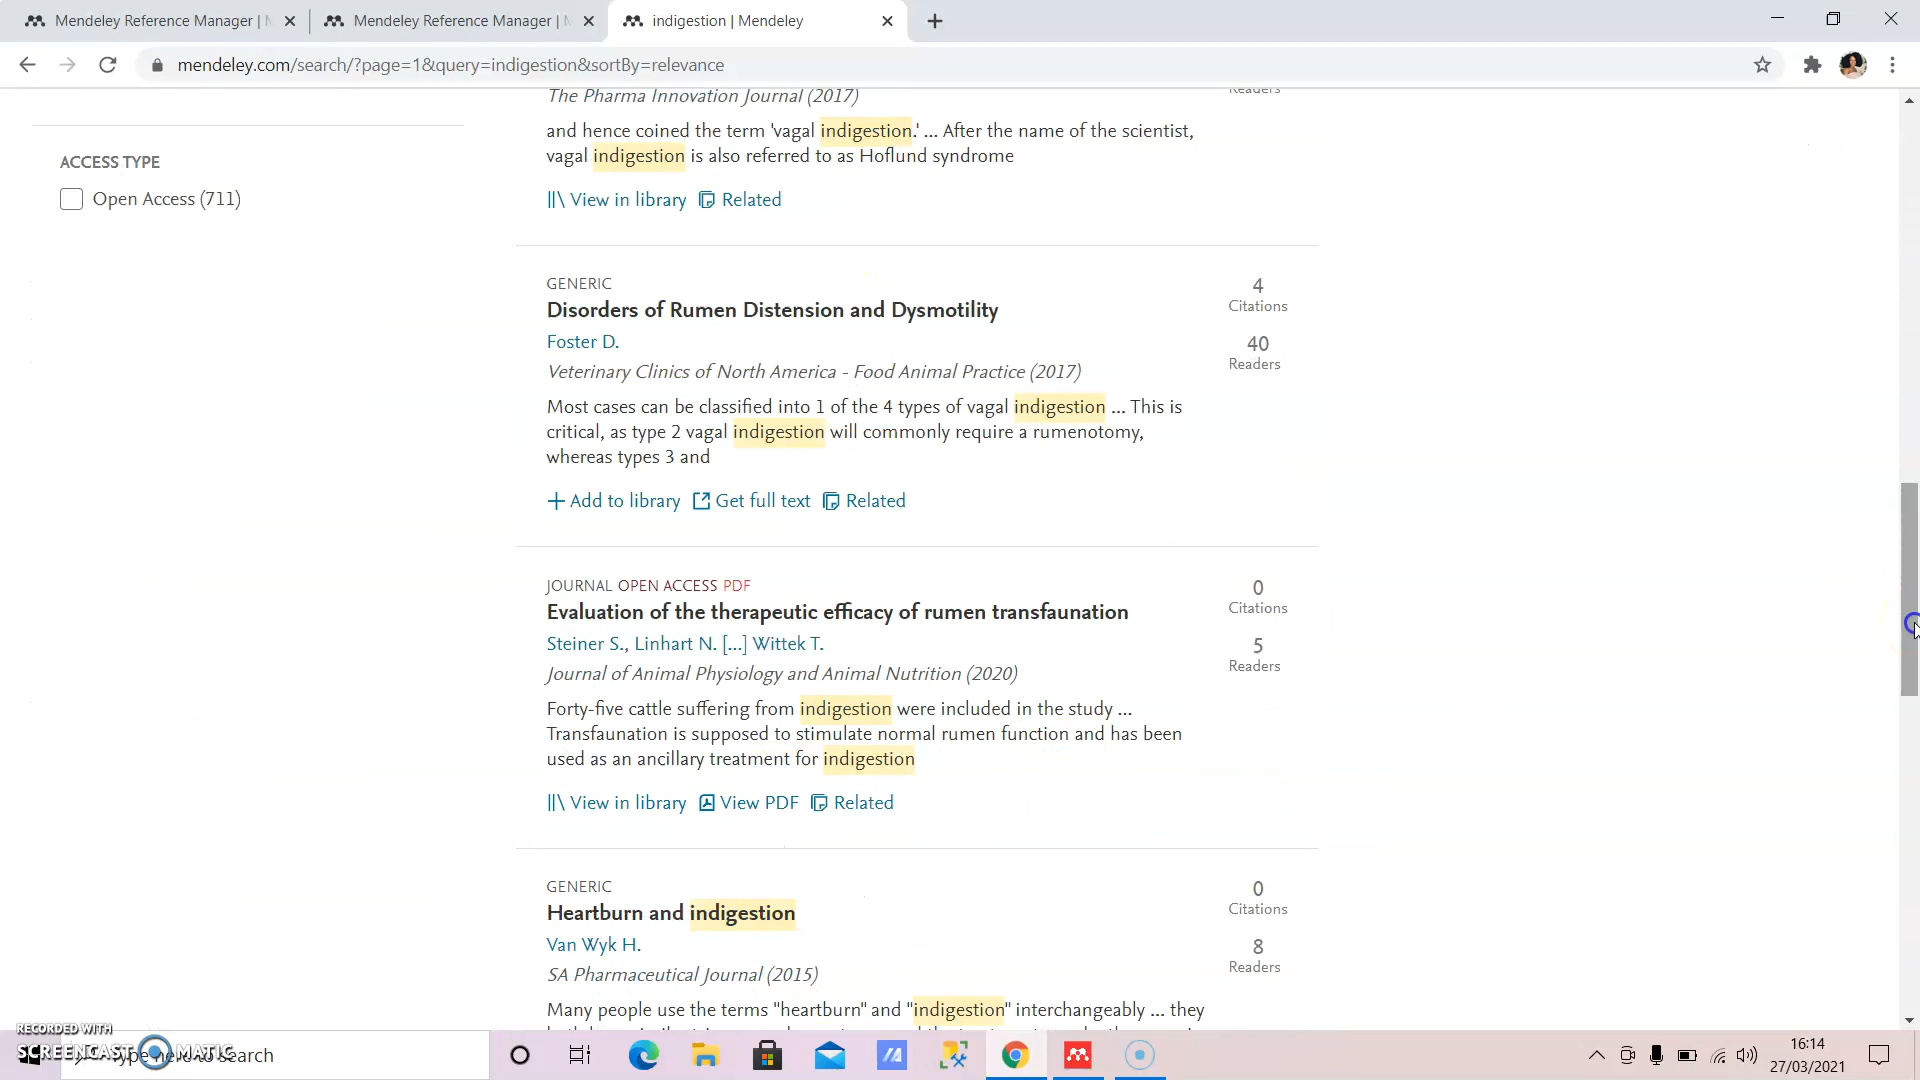 Mendeley Reference Manager |
Mendeley Reference Manager |
indigestion | Mendeley
mendeley.com/search/?page=1&query=indigestion&sortBy=relevance
The Pharma Innovation Journal (2017)
Readers
and hence coined the term 'vagal indigestion.' ... After the name of the scientist,
vagal indigestion is also referred to as Hoflund syndrome
View in library Related
ACCESS TYPE
Open Access (711)
GENERIC
Disorders of Rumen Distension and Dysmotility
Foster D.
Veterinary Clinics of North America - Food Animal Practice (2017)
Most cases can be classified into 1 of the 4 types of vagal indigestion ... This is
critical, as type 2 vagal indigestion will commonly require a rumenotomy,
whereas types 3 and
Add to library Get full text Related
4
Citations
40
Readers
JOURNAL OPEN ACCESS PDF
Evaluation of the therapeutic efficacy of rumen transfaunation
Steiner S., Linhart N. [...] Wittek T.
Journal of Animal Physiology and Animal Nutrition (2020)
Forty-five cattle suffering from indigestion were included in the study ...
Transfaunation is supposed to stimulate normal rumen function and has been
used as an ancillary treatment for indigestion
View in library View PDF Related
0
Citations
5
Readers
GENERIC
Heartburn and indigestion
Van Wyk H.
SA Pharmaceutical Journal (2015)
Many people use the terms "heartburn" and "indigestion" interchangeably ... they
0
Citations
8
Readers
RECORDED WITH
SCREENCAST MATIC
Type here to search
16:14
27/03/2021